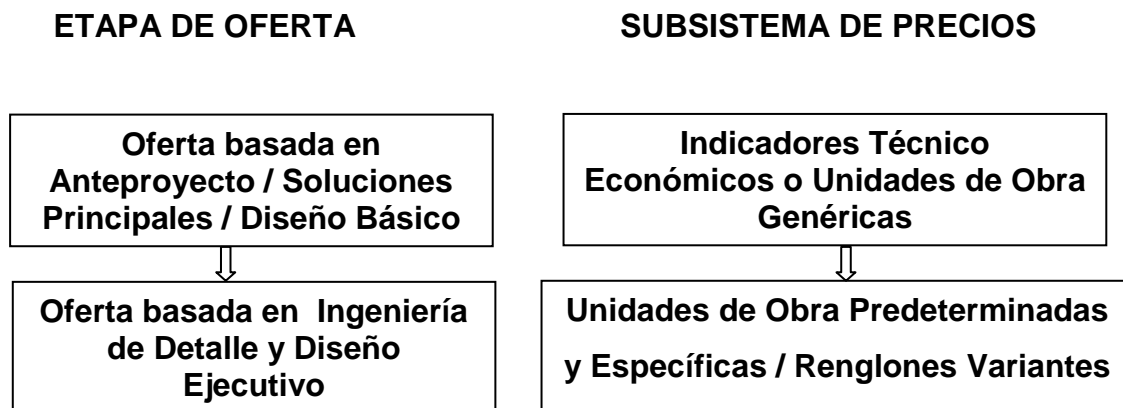 ETAPA DE OFERTA
SUBSISTEMA DE PRECIOS
Oferta basada en
Anteproyecto / Soluciones
Principales / Diseño Básico
Indicadores Técnico
Económicos o Unidades de Obra
Genéricas
Oferta basada en Ingeniería
de Detalle y Diseño
Ejecutivo
Unidades de Obra Predeterminadas
y Específicas / Renglones Variantes